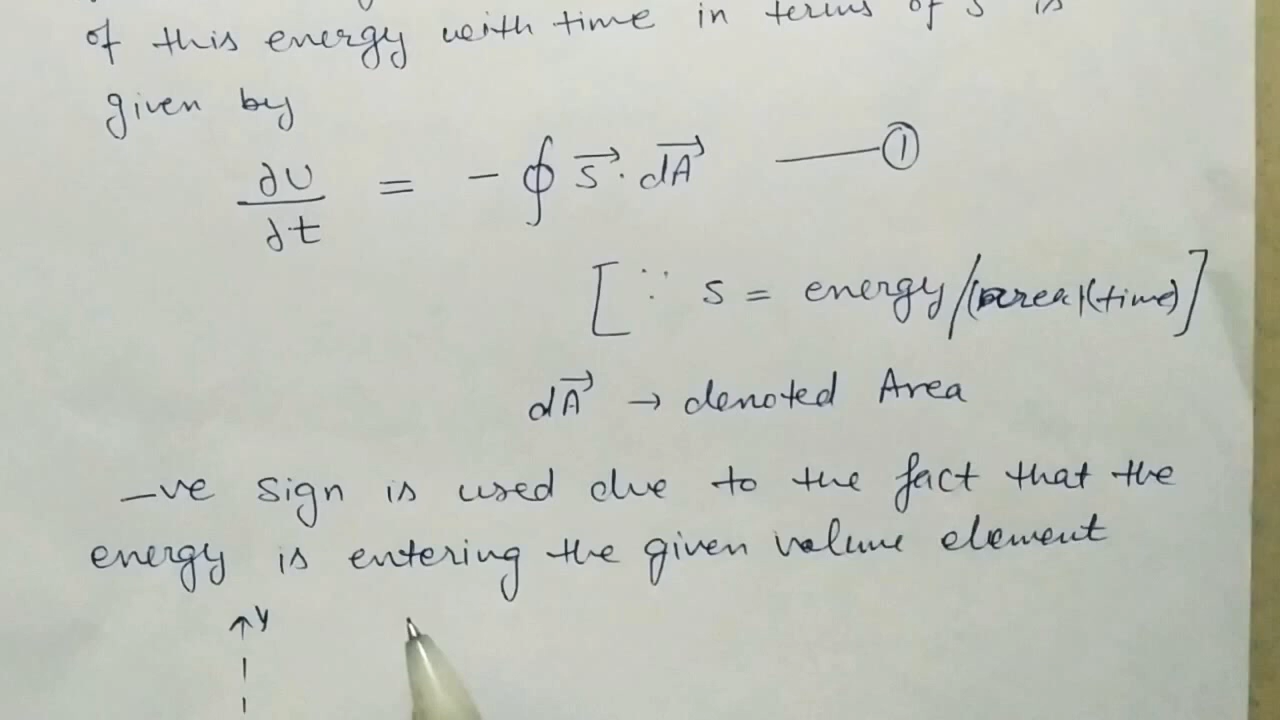 of this energy with time in terms of S is
given by
∂U/∂t = - ∮ S⃗ · dA⃗ —— ①
[ ∵ S = energy/(area)(time) ]
dA⃗ → denoted Area
-ve sign is used due to the fact that the
energy is entering the given volume element
y